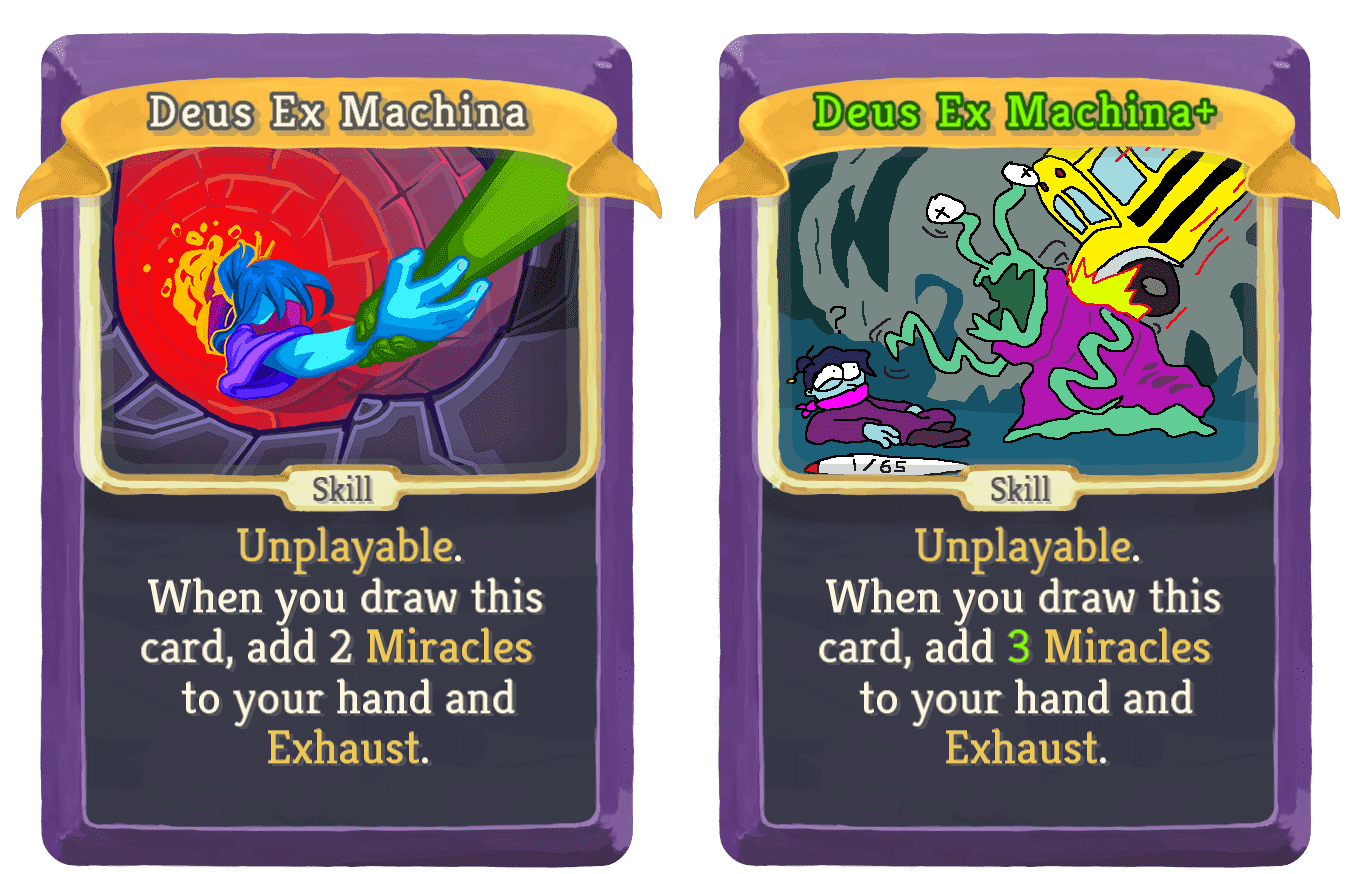 Deus Ex Machina
Skill
Unplayable.
When you draw this
card, add 2 Miracles
to your hand and
Exhaust.
Deus Ex Machina+
1/65
Skill
Unplayable.
When you draw this
card, add 3 Miracles
to your hand and
Exhaust.